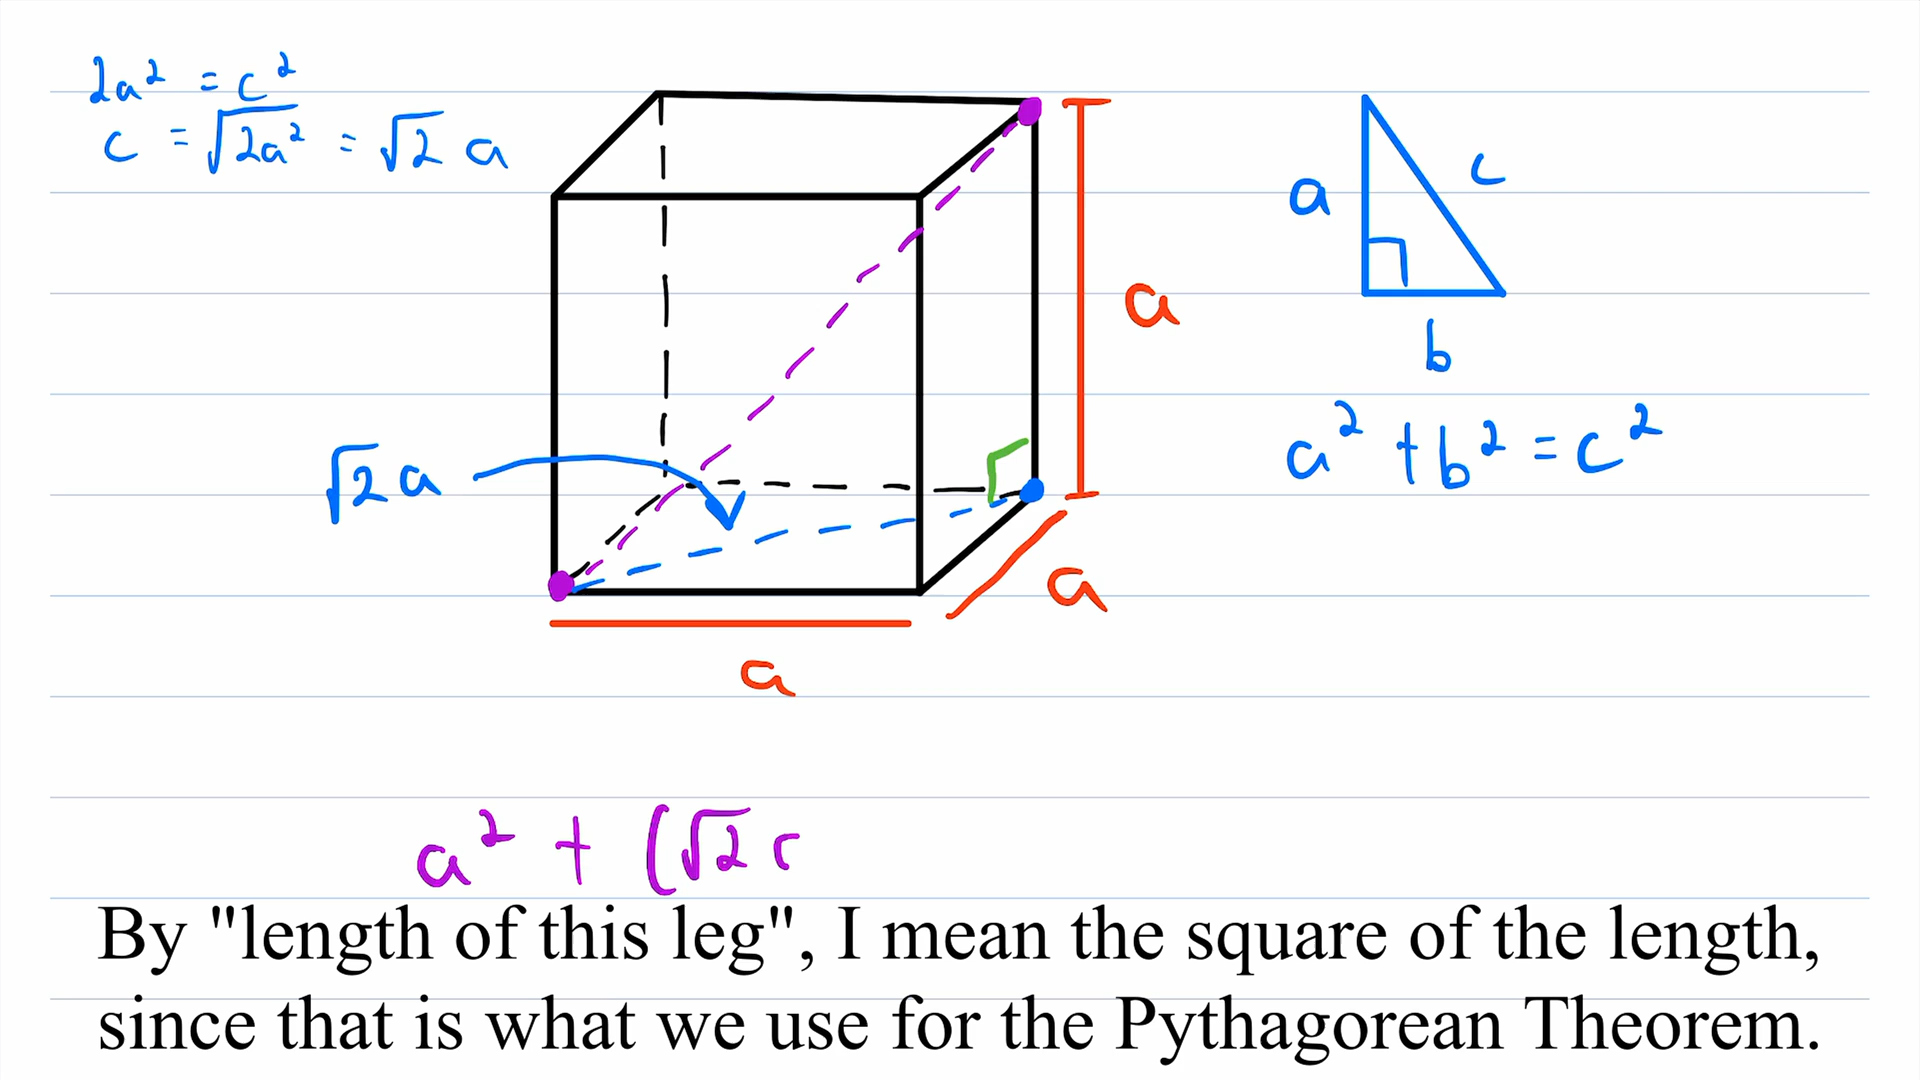 2a² = c²
c = √2a² = √2 a
a
c
a
b
a² + b² = c²
√2 a
a
a
a² + (√2
By "length of this leg", I mean the square of the length,
since that is what we use for the Pythagorean Theorem.